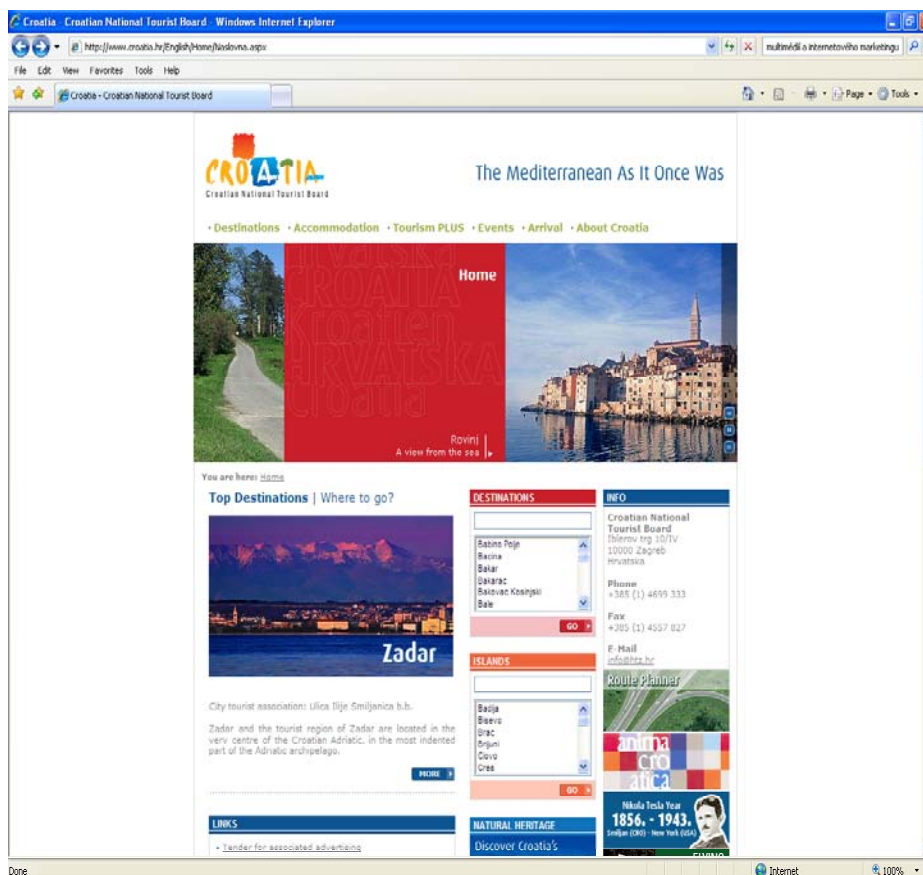 Croatia - Croatian National Tourist Board - Windows Internet Explorer
http://www.croatia.hr/English/Home/Naslovna.aspx
multimédií a internetového marketingu
File Edit View Favorites Tools Help
Croatia - Croatian National Tourist Board
Page Tools
CROATIA
Croatian National Tourist Board
The Mediterranean As It Once Was
Destinations Accommodation Tourism PLUS Events Arrival About Croatia
hrvatska
CROATIA
Kroatien
HRVATSKA
croatia
Home
Rovinj
A view from the sea
You are here: Home
Top Destinations | Where to go?
Zadar
City tourist association: Ulica Ilije Smiljanica b.b.
Zadar and the tourist region of Zadar are located in the
very centre of the Croatian Adriatic, in the most indented
part of the Adriatic archipelago.
MORE
LINKS
- Tender for associated advertising
DESTINATIONS
Babino Polje
Bacina
Bakar
Bakarac
Bakovac Kosinjski
Bale
GO
ISLANDS
Badija
Bisevo
Brac
Brijuni
Ciovo
Cres
GO
NATURAL HERITAGE
Discover Croatia's
INFO
Croatian National
Tourist Board
Iblerov trg 10/IV
10000 Zagreb
Hrvatska
Phone
+385 (1) 4699 333
Fax
+385 (1) 4557 827
E-Mail
info@htz.hr
Route Planner
anima
cro
atica
Nikola Tesla Year
1856. - 1943.
Smiljan (CRO) - New York (USA)
Done
Internet
100%